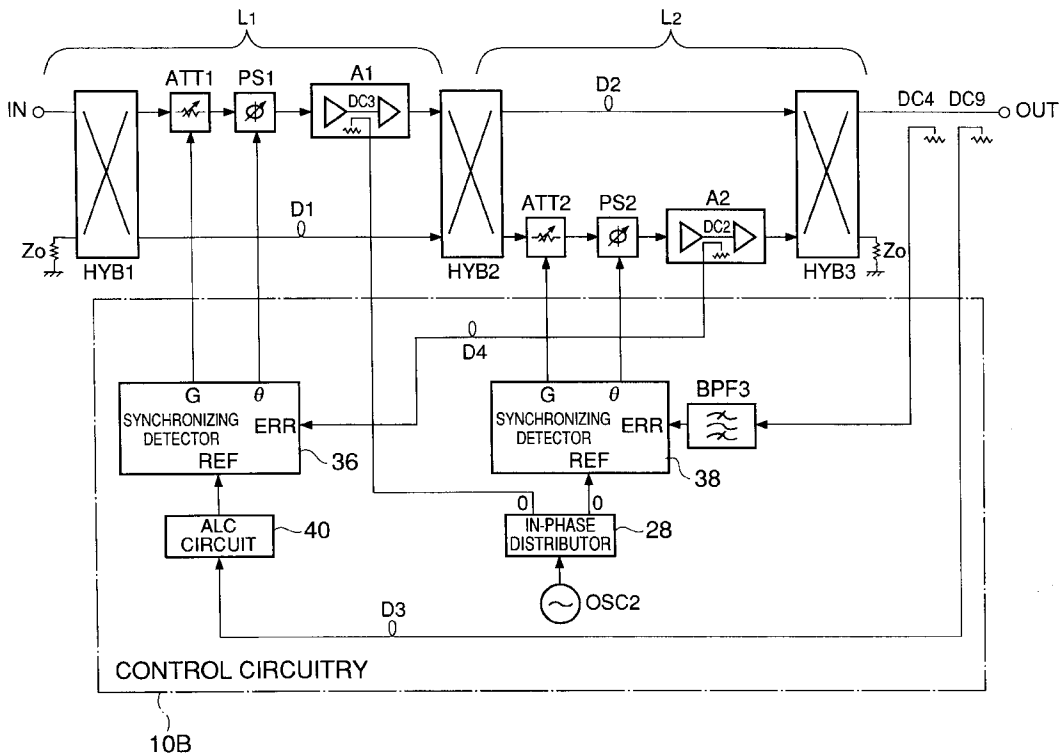 L1
L2
ATT1
PS1
A1
DC3
D2
DC4
DC9
IN
OUT
ATT2
PS2
A2
DC2
D1
Zo
HYB1
HYB2
HYB3
Zo
D4
G
θ
SYNCHRONIZING
DETECTOR
ERR
REF
36
G
θ
SYNCHRONIZING
DETECTOR
ERR
REF
38
BPF3
0
0
ALC
CIRCUIT
40
IN-PHASE
DISTRIBUTOR
28
OSC2
D3
CONTROL CIRCUITRY
10B